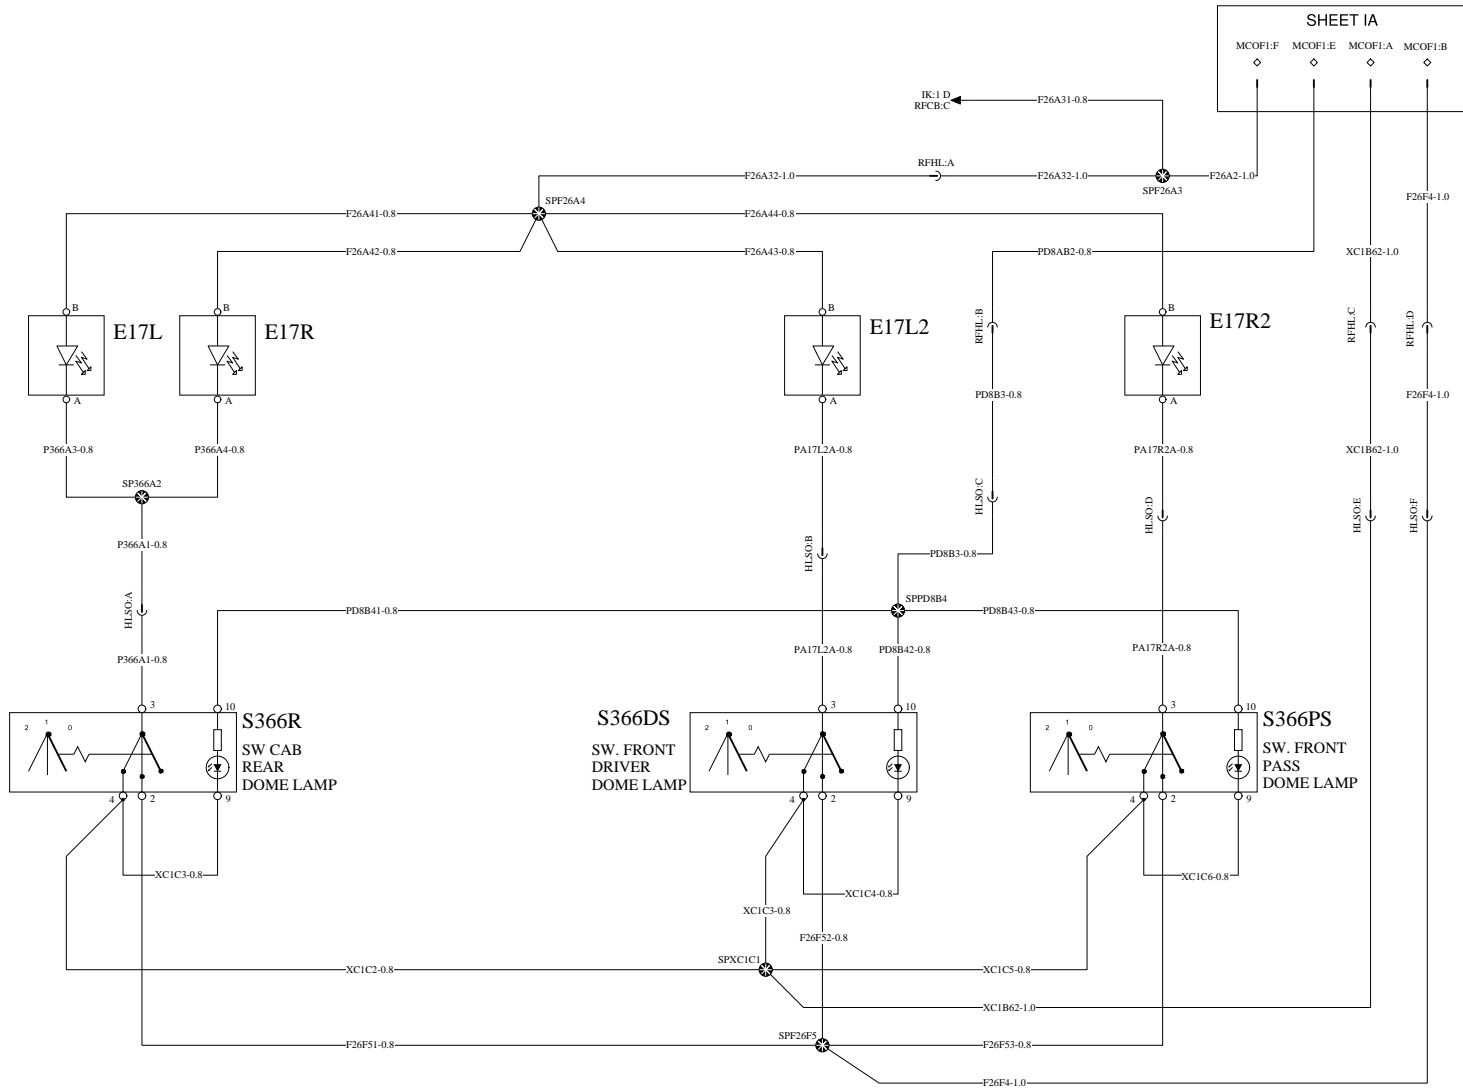 SHEET IA
MCOF1:F MCOF1:E MCOF1:A MCOF1:B
IK:1 D
RFCB:C
F26A31-0.8
RFHL:A
F26A32-1.0 F26A32-1.0 F26A2-1.0
SPF26A3
F26F4-1.0
SPF26A4
F26A41-0.8 F26A44-0.8
F26A42-0.8 F26A43-0.8 PD8AB2-0.8 XC1B62-1.0
B B B B
E17L E17R E17L2 E17R2
RFHL:B RFHL:C RFHL:D
A A A A
PD8B3-0.8 F26F4-1.0
P366A3-0.8 P366A4-0.8 PA17L2A-0.8 PA17R2A-0.8 XC1B62-1.0
SP366A2
HLSO:C HLSO:D HLSO:E HLSO:F
P366A1-0.8
HLSO:B
PD8B3-0.8
HLSO:A
SPPD8B4
PD8B41-0.8 PD8B43-0.8
P366A1-0.8 PA17L2A-0.8 PD8B42-0.8 PA17R2A-0.8
3 10 3 10 3 10
2 1 0 2 1 0 2 1 0
S366R
SW CAB
REAR
DOME LAMP
S366DS
SW. FRONT
DRIVER
DOME LAMP
S366PS
SW. FRONT
PASS
DOME LAMP
4 2 9 4 2 9 4 2 9
XC1C3-0.8 XC1C4-0.8 XC1C6-0.8
XC1C3-0.8
F26F52-0.8
SPXC1C1
XC1C2-0.8 XC1C5-0.8
XC1B62-1.0
SPF26F5
F26F51-0.8 F26F53-0.8
F26F4-1.0